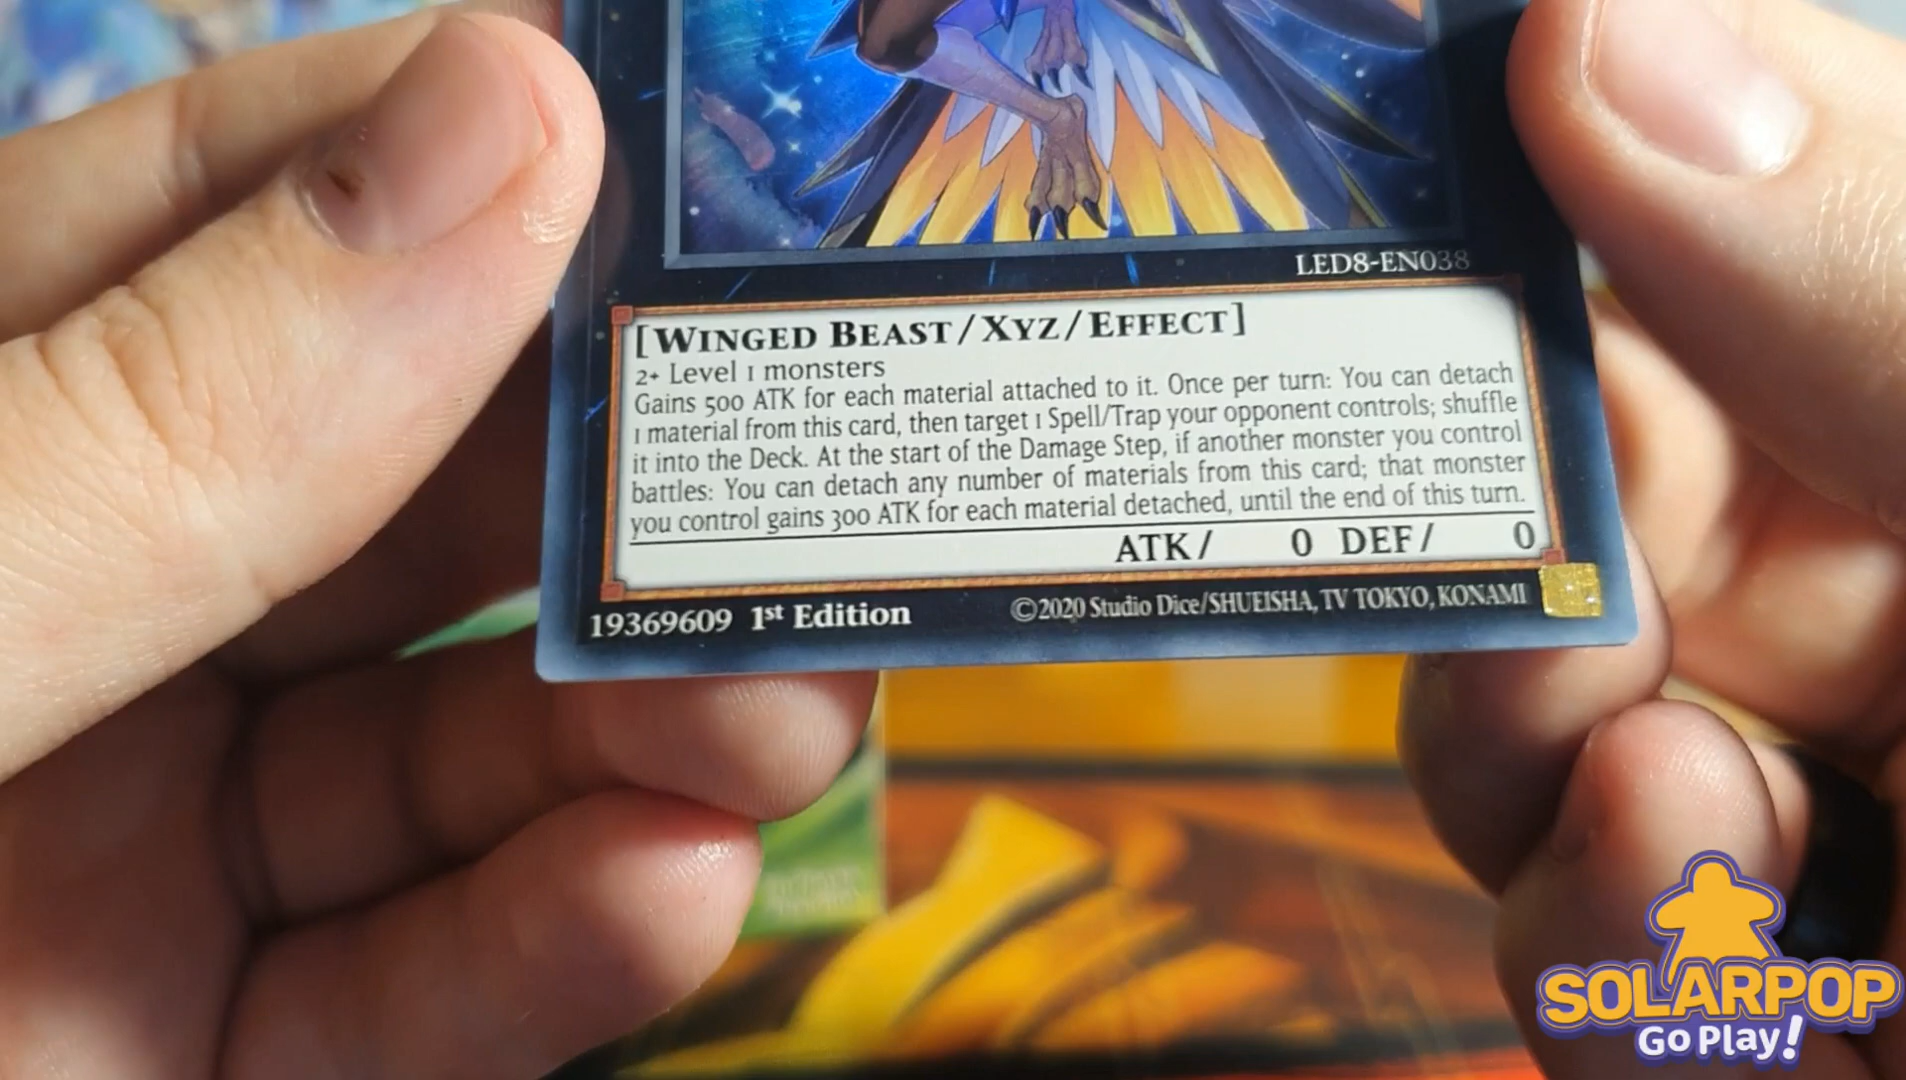 LED8-EN038
[WINGED BEAST/XYZ/EFFECT]
2+ Level 1 monsters
Gains 500 ATK for each material attached to it. Once per turn: You can detach
1 material from this card, then target 1 Spell/Trap your opponent controls; shuffle
it into the Deck. At the start of the Damage Step, if another monster you control
battles: You can detach any number of materials from this card; that monster
you control gains 300 ATK for each material detached, until the end of this turn.
ATK/ 0 DEF/ 0
19369609 1st Edition ©2020 Studio Dice/SHUEISHA, TV TOKYO, KONAMI
SOLARPOP
Go Play!